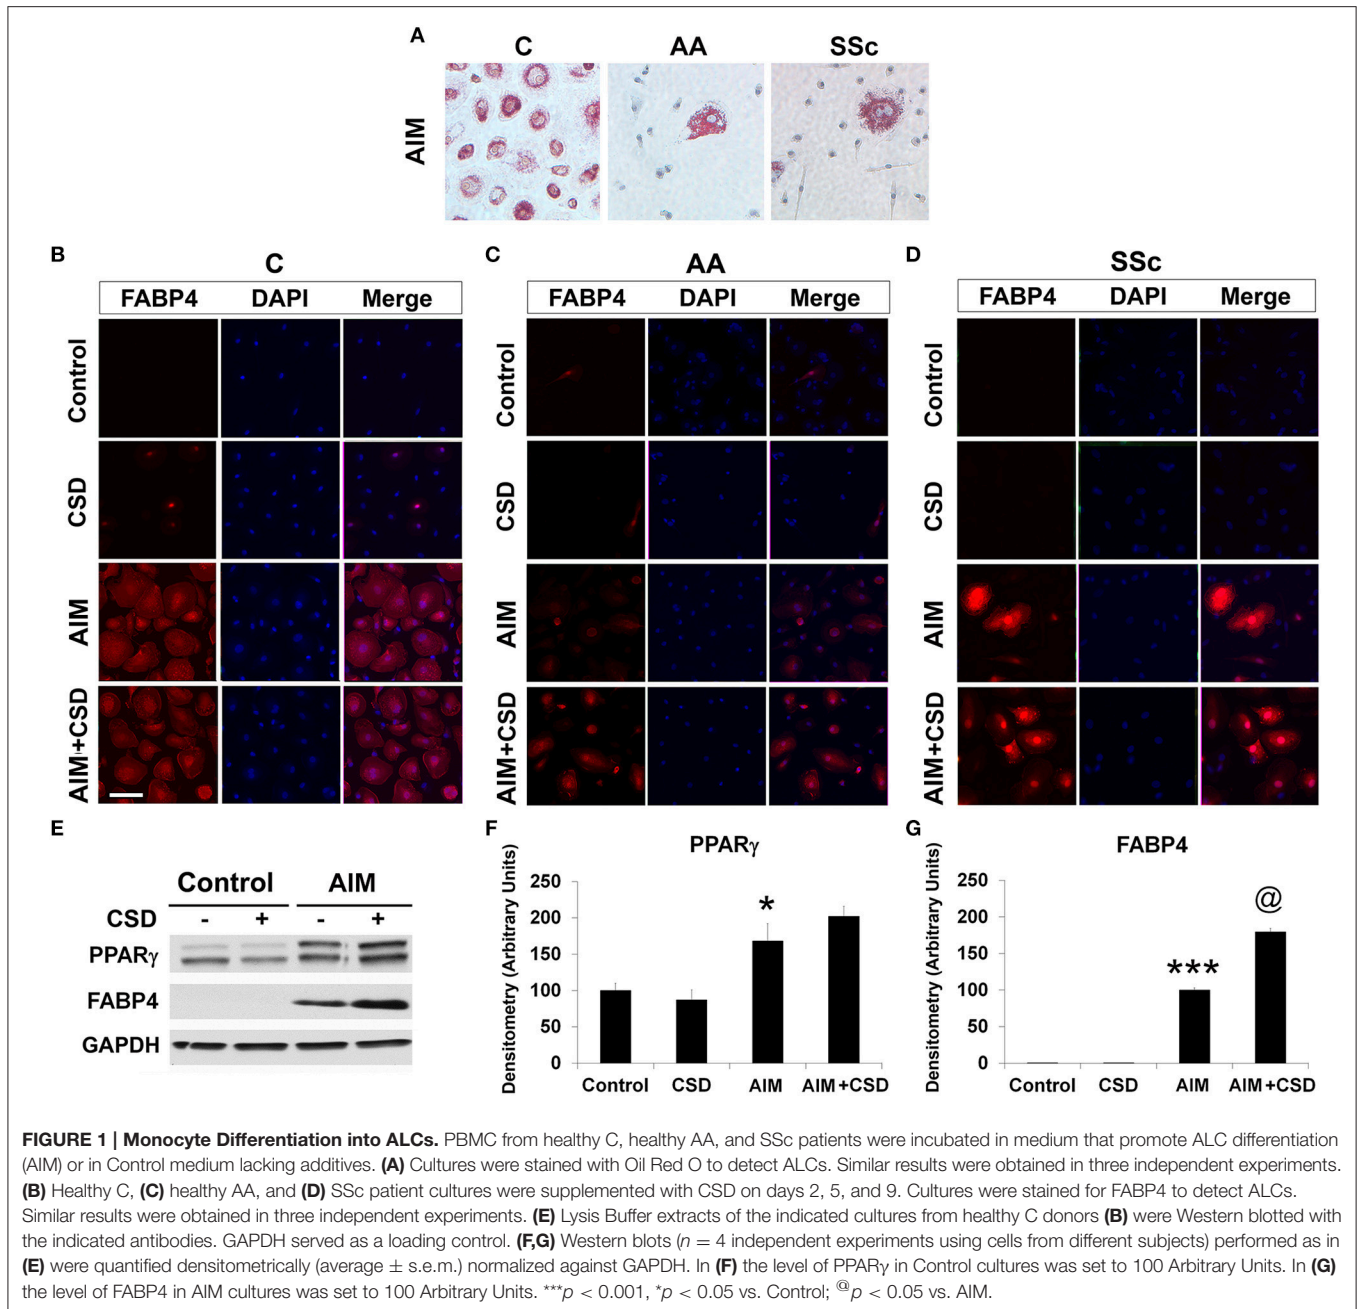 A
C AA SSc
AIM
B C D
C AA SSc
FABP4 DAPI Merge FABP4 DAPI Merge FABP4 DAPI Merge
Control Control Control
CSD CSD CSD
AIM AIM AIM
AIM+CSD AIM+CSD AIM+CSD
E
Control AIM
CSD - + - +
PPARγ
FABP4
GAPDH
F
PPARγ
Densitometry (Arbitrary Units)
250
200
150
100
50
0
*
Control CSD AIM AIM+CSD
G
FABP4
Densitometry (Arbitrary Units)
250
200
150
100
50
0
***
@
Control CSD AIM AIM+CSD
FIGURE 1 | Monocyte Differentiation into ALCs. PBMC from healthy C, healthy AA, and SSc patients were incubated in medium that promote ALC differentiation
(AIM) or in Control medium lacking additives. (A) Cultures were stained with Oil Red O to detect ALCs. Similar results were obtained in three independent experiments.
(B) Healthy C, (C) healthy AA, and (D) SSc patient cultures were supplemented with CSD on days 2, 5, and 9. Cultures were stained for FABP4 to detect ALCs.
Similar results were obtained in three independent experiments. (E) Lysis Buffer extracts of the indicated cultures from healthy C donors (B) were Western blotted with
the indicated antibodies. GAPDH served as a loading control. (F,G) Western blots (n = 4 independent experiments using cells from different subjects) performed as in
(E) were quantified densitometrically (average ± s.e.m.) normalized against GAPDH. In (F) the level of PPARγ in Control cultures was set to 100 Arbitrary Units. In (G)
the level of FABP4 in AIM cultures was set to 100 Arbitrary Units. ***p < 0.001, *p < 0.05 vs. Control; @p < 0.05 vs. AIM.